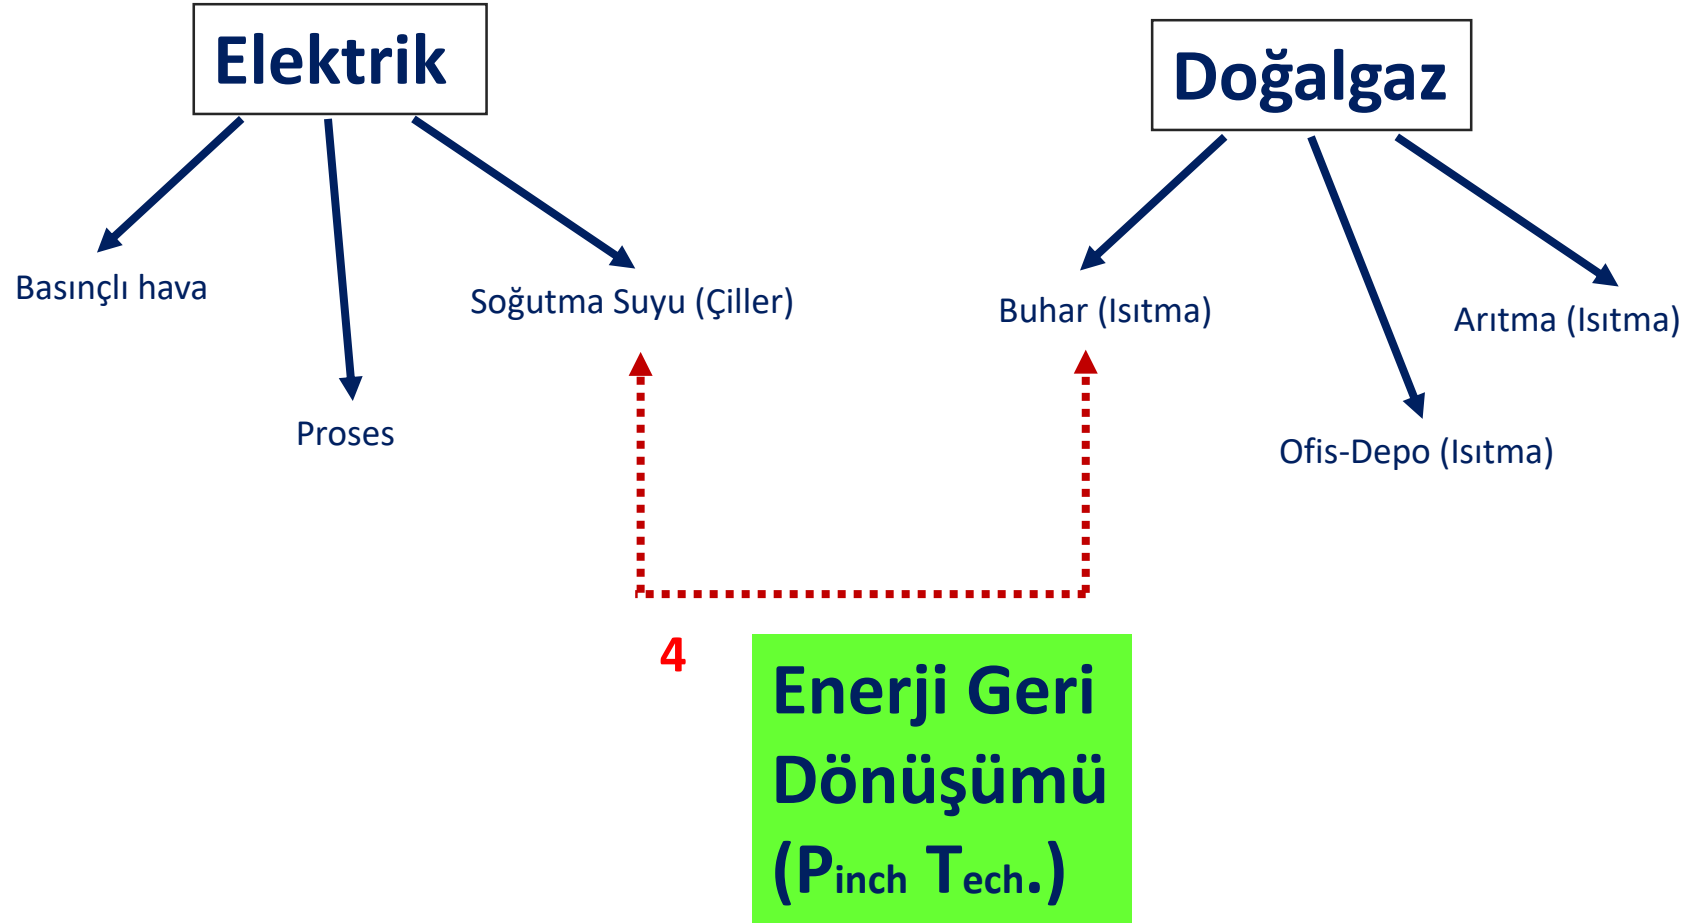 Elektrik
Doğalgaz
Basınçlı hava
Soğutma Suyu (Çiller)
Buhar (Isıtma)
Arıtma (Isıtma)
Proses
Ofis-Depo (Isıtma)
4
Enerji Geri
Dönüşümü
(Pinch Tech.)